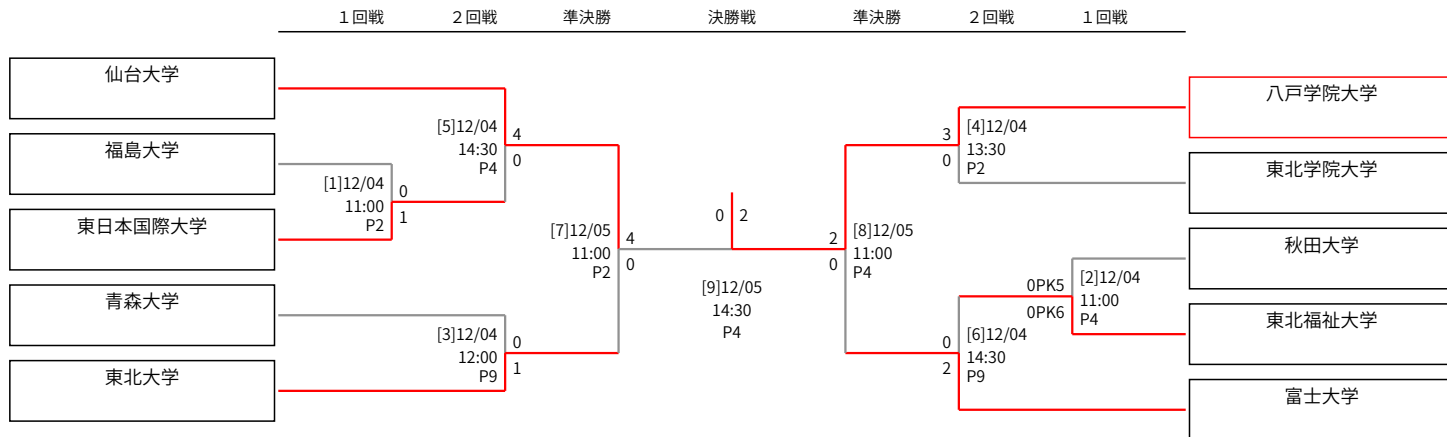 １回戦 ２回戦 準決勝 決勝戦 準決勝 ２回戦 １回戦
仙台大学
福島大学
東日本国際大学
青森大学
東北大学
[1]12/04
11:00
P2
0
1
[5]12/04
14:30
P4
4
0
[3]12/04
12:00
P9
0
1
[7]12/05
11:00
P2
4
0
0 2
[9]12/05
14:30
P4
2
0
[8]12/05
11:00
P4
3
0
[4]12/04
13:30
P2
0
2
[6]12/04
14:30
P9
0PK5
0PK6
[2]12/04
11:00
P4
八戸学院大学
東北学院大学
秋田大学
東北福祉大学
富士大学